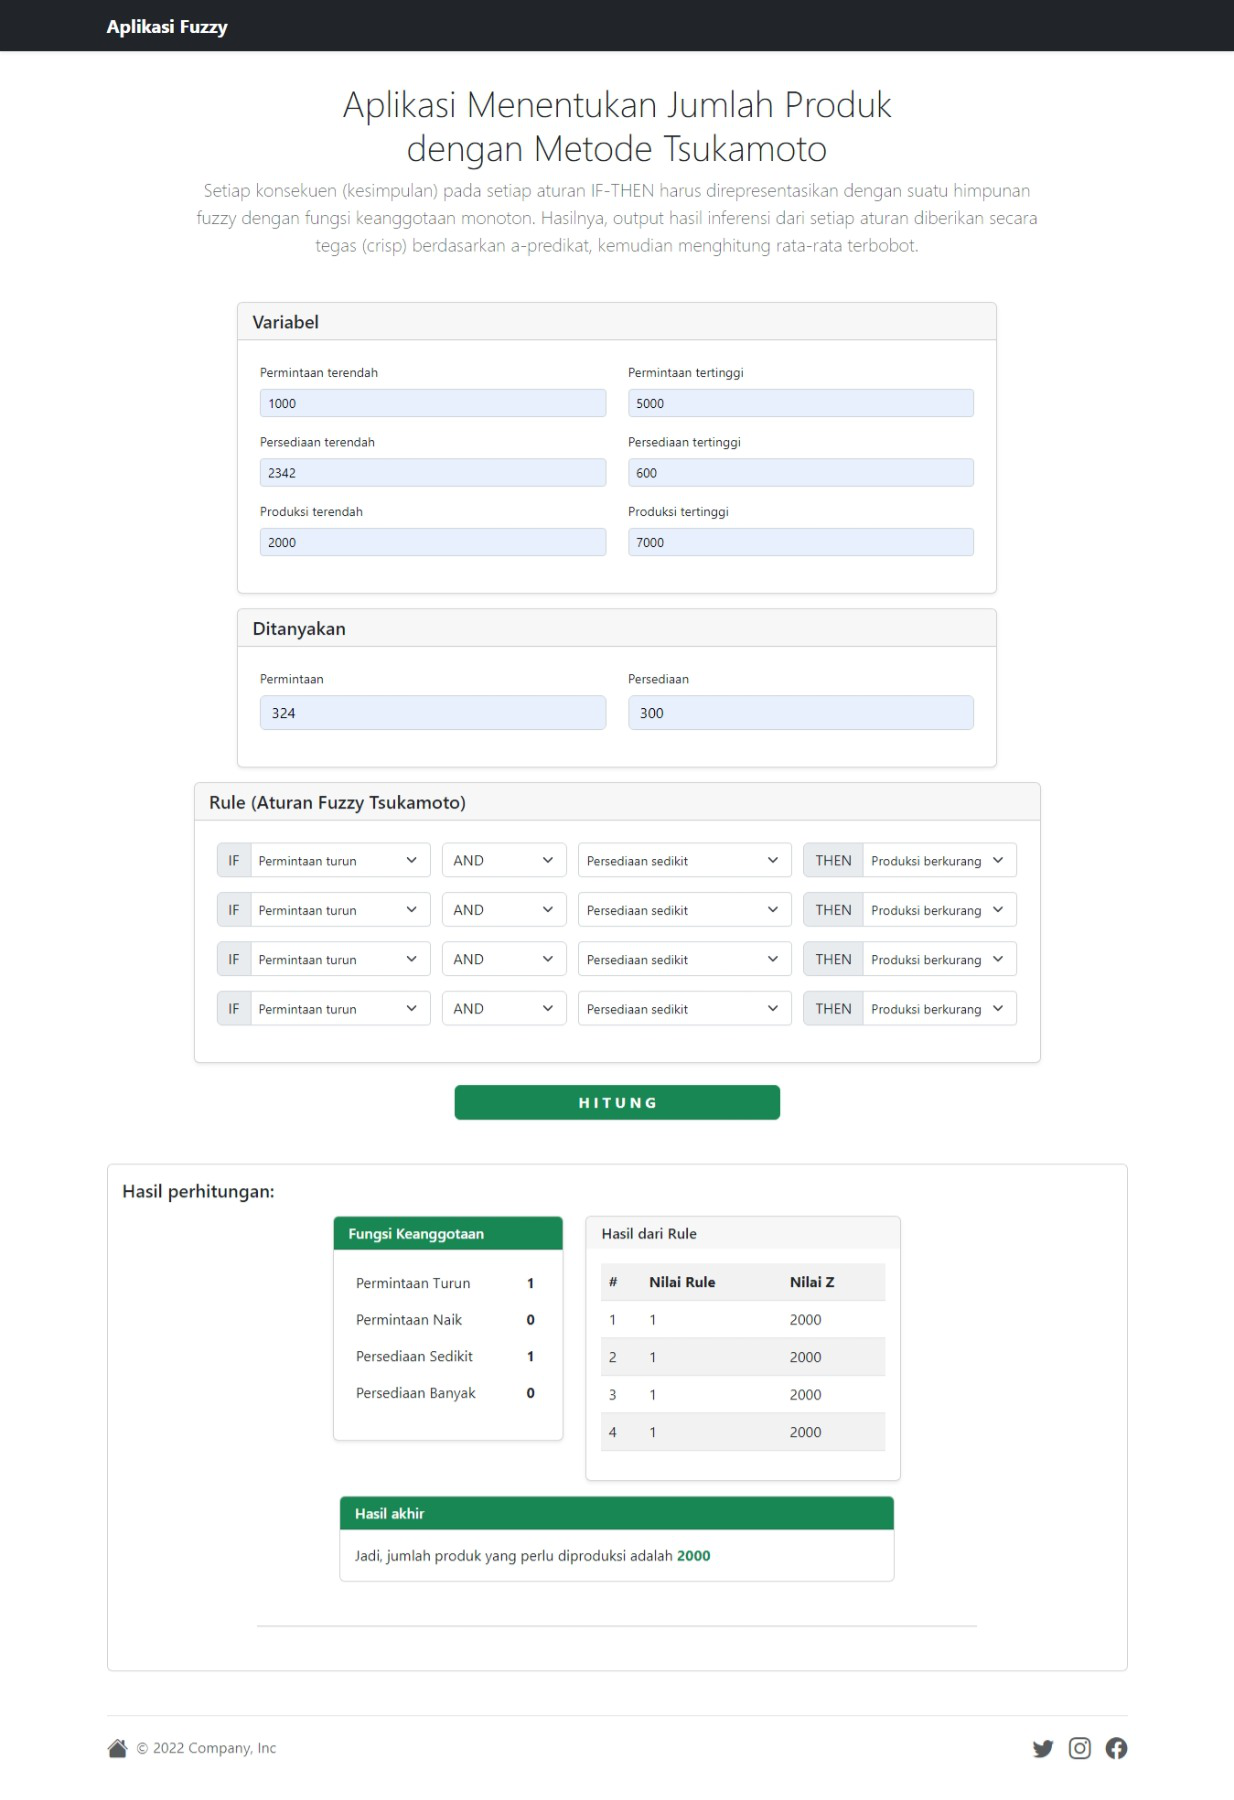 Aplikasi Fuzzy
Aplikasi Menentukan Jumlah Produk
dengan Metode Tsukamoto
Setiap konsekuen (kesimpulan) pada setiap aturan IF-THEN harus direpresentasikan dengan suatu himpunan
fuzzy dengan fungsi keanggotaan monoton. Hasilnya, output hasil inferensi dari setiap aturan diberikan secara
tegas (crisp) berdasarkan a-predikat, kemudian menghitung rata-rata terbobot.
Variabel
Permintaan terendah Permintaan tertinggi
1000 5000
Persediaan terendah Persediaan tertinggi
2342 600
Produksi terendah Produksi tertinggi
2000 7000
Ditanyakan
Permintaan Persediaan
324 300
Rule (Aturan Fuzzy Tsukamoto)
IF Permintaan turun AND Persediaan sedikit THEN Produksi berkurang
IF Permintaan turun AND Persediaan sedikit THEN Produksi berkurang
IF Permintaan turun AND Persediaan sedikit THEN Produksi berkurang
IF Permintaan turun AND Persediaan sedikit THEN Produksi berkurang
HITUNG
Hasil perhitungan:
Fungsi Keanggotaan
Permintaan Turun 1
Permintaan Naik 0
Persediaan Sedikit 1
Persediaan Banyak 0
Hasil dari Rule
# Nilai Rule Nilai Z
1 1 2000
2 1 2000
3 1 2000
4 1 2000
Hasil akhir
Jadi, jumlah produk yang perlu diproduksi adalah 2000
© 2022 Company, Inc